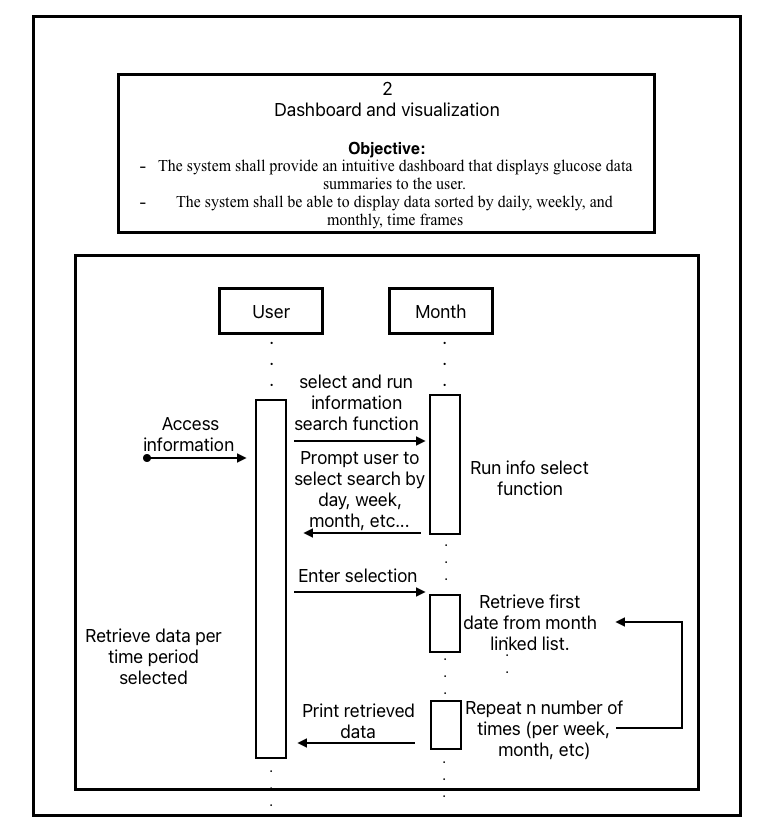 2
Dashboard and visualization
Objective:
- The system shall provide an intuitive dashboard that displays glucose data
summaries to the user.
- The system shall be able to display data sorted by daily, weekly, and
monthly, time frames
User
Month
select and run
information
search function
Access
information
Prompt user to
select search by
day, week,
month, etc...
Run info select
function
Enter selection
Retrieve first
date from month
linked list.
Retrieve data per
time period
selected
Print retrieved
data
Repeat n number of
times (per week,
month, etc)